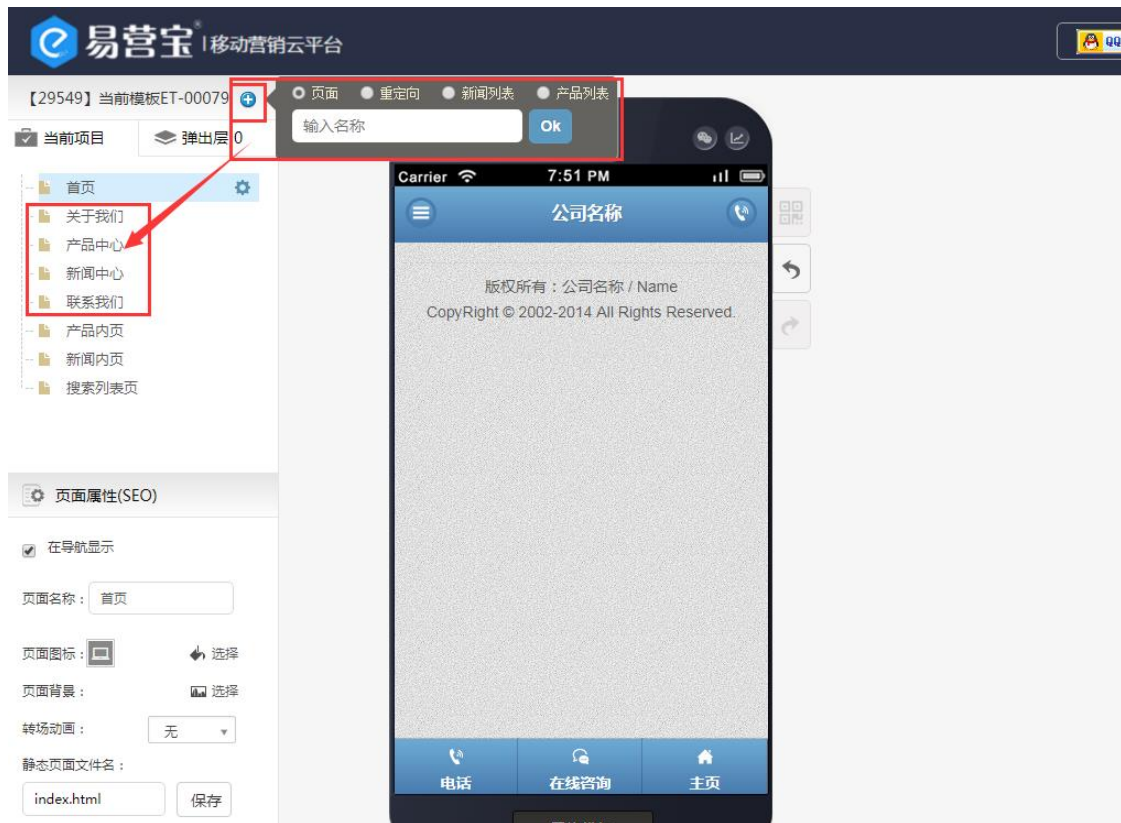 易营宝® 移动营销云平台
QQ
【29549】当前模板ET-00079
页面 重定向 新闻列表 产品列表
输入名称 Ok
当前项目 弹出层 0
首页
关于我们
产品中心
新闻中心
联系我们
产品内页
新闻内页
搜索列表页
Carrier 7:51 PM
公司名称
版权所有：公司名称 / Name
CopyRight © 2002-2014 All Rights Reserved.
电话 在线咨询 主页
页面属性(SEO)
在导航显示
页面名称： 首页
页面图标： 选择
页面背景： 选择
转场动画： 无
静态页面文件名：
index.html 保存